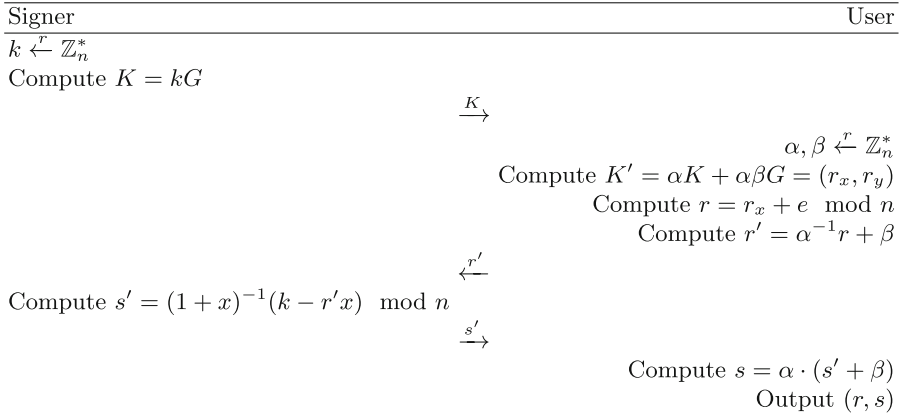 Signer User
k ←r ℤ*ₙ
Compute K = kG
K →
α, β ←r ℤ*ₙ
Compute K′ = αK + αβG = (rₓ, r_y)
Compute r = rₓ + e mod n
Compute r′ = α⁻¹r + β
r′ ←
Compute s′ = (1 + x)⁻¹(k − r′x) mod n
s′ →
Compute s = α · (s′ + β)
Output (r, s)